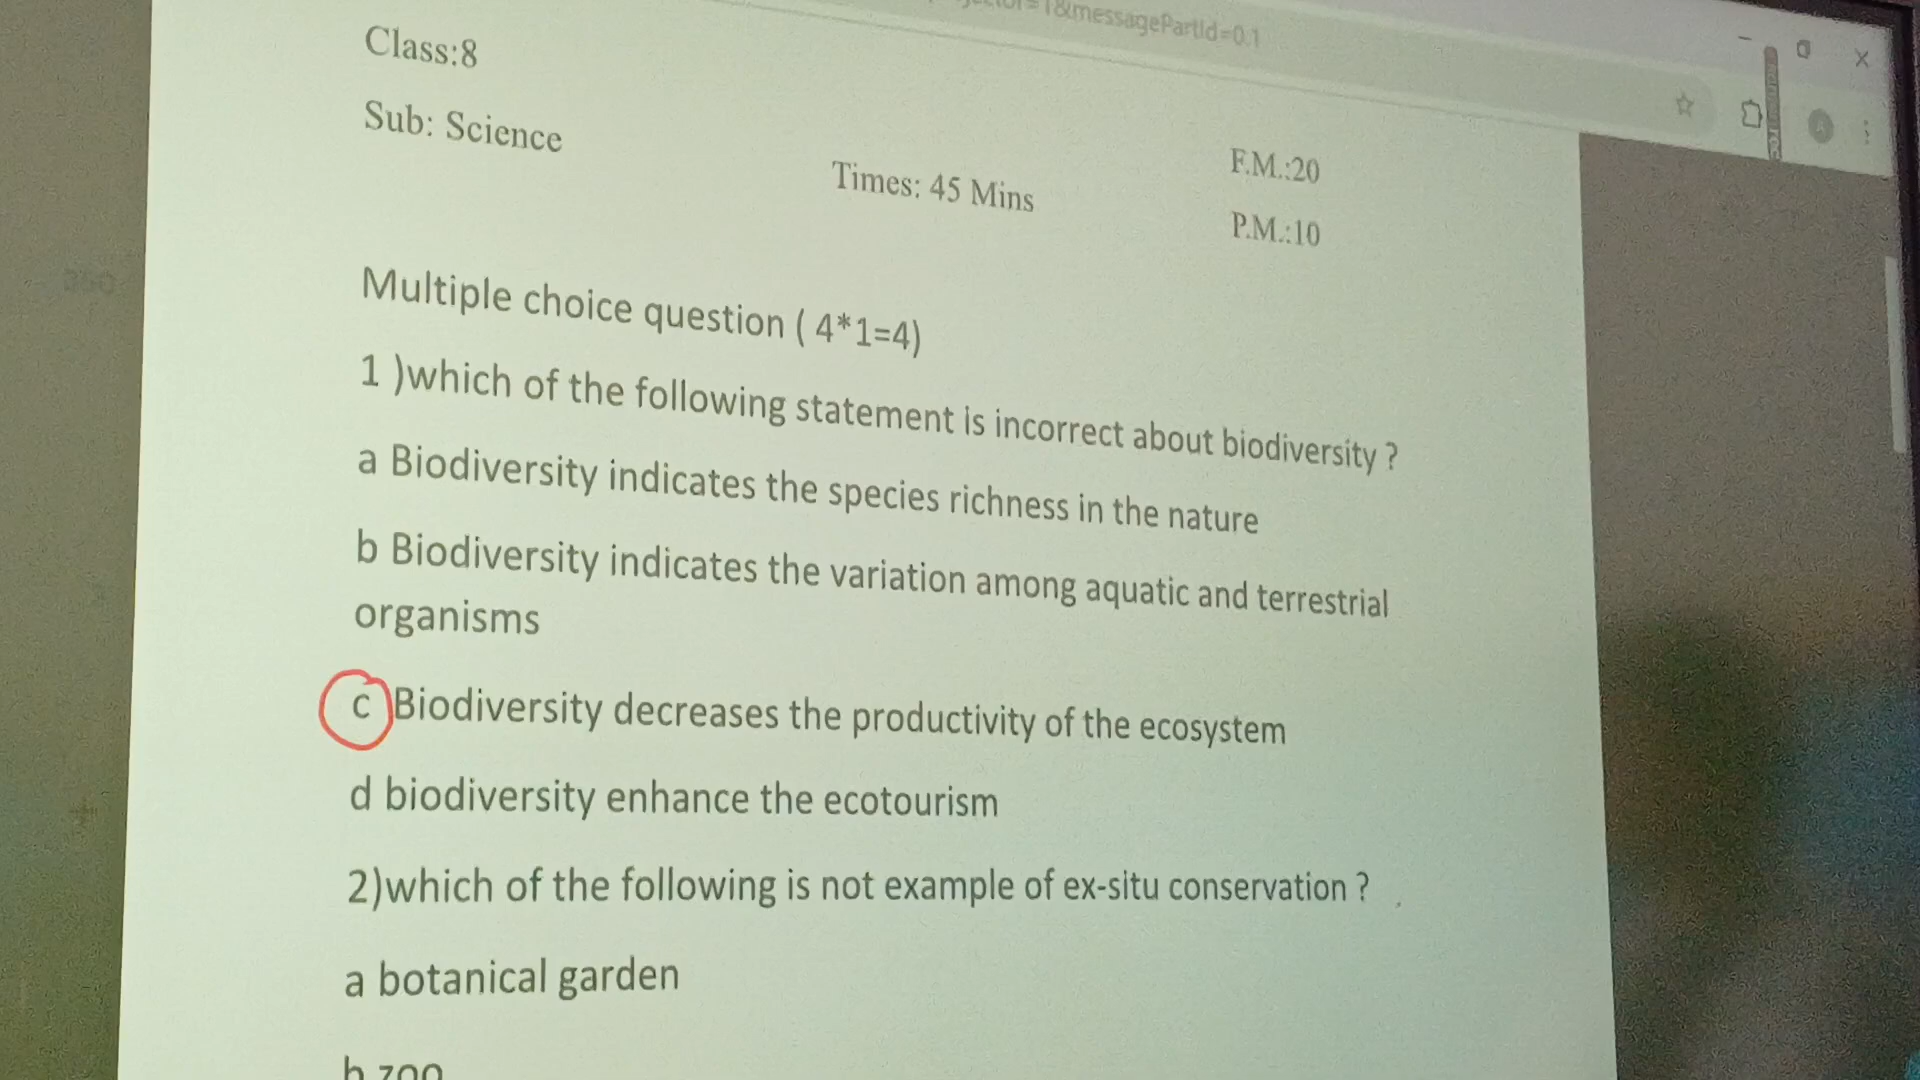 &messagePartId=0.1
Class:8
Sub: Science
Times: 45 Mins
F.M.:20
P.M.:10
Multiple choice question ( 4*1=4)
1 )which of the following statement is incorrect about biodiversity ?
a Biodiversity indicates the species richness in the nature
b Biodiversity indicates the variation among aquatic and terrestrial
organisms
c Biodiversity decreases the productivity of the ecosystem
d biodiversity enhance the ecotourism
2)which of the following is not example of ex-situ conservation ?
a botanical garden
b zoo